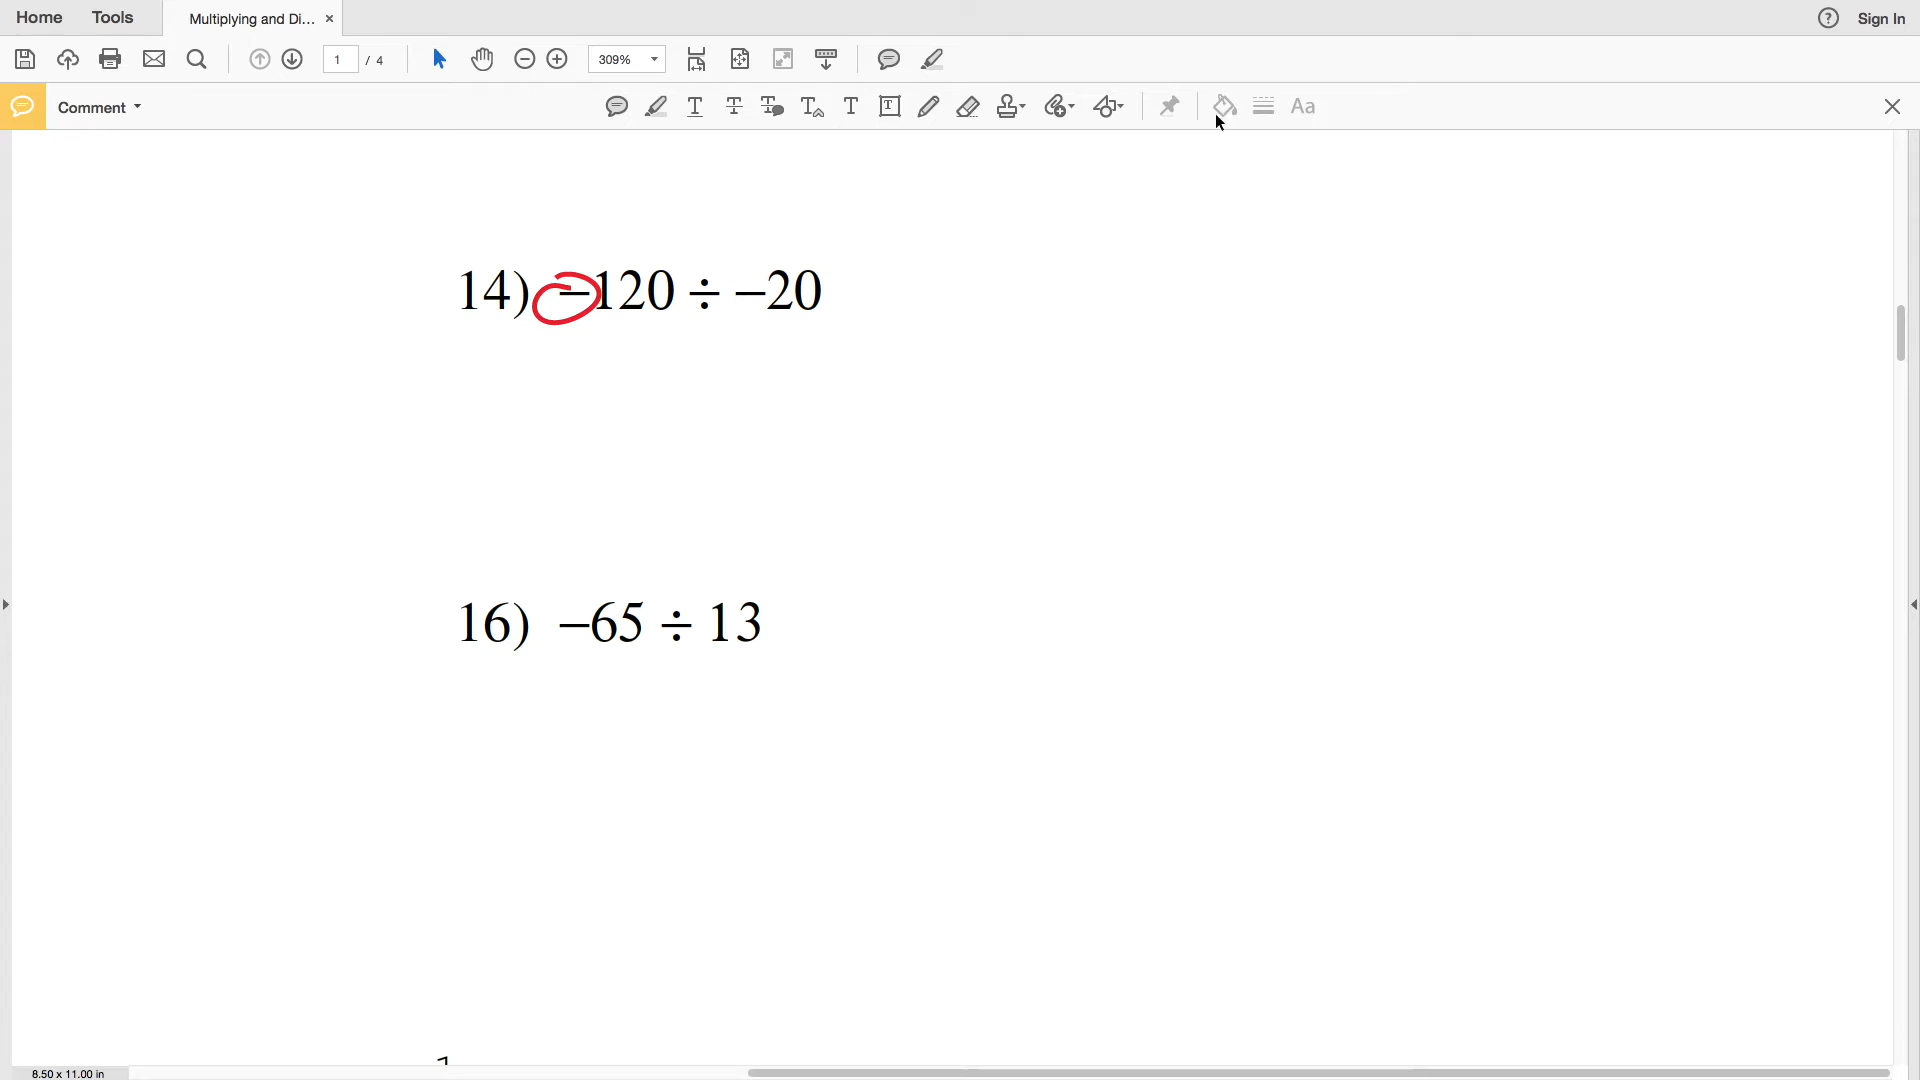 Home Tools Multiplying and Di... × ? Sign In
1 / 4 309%
Comment Aa
14) −120 ÷ −20
16) −65 ÷ 13
8.50 x 11.00 in